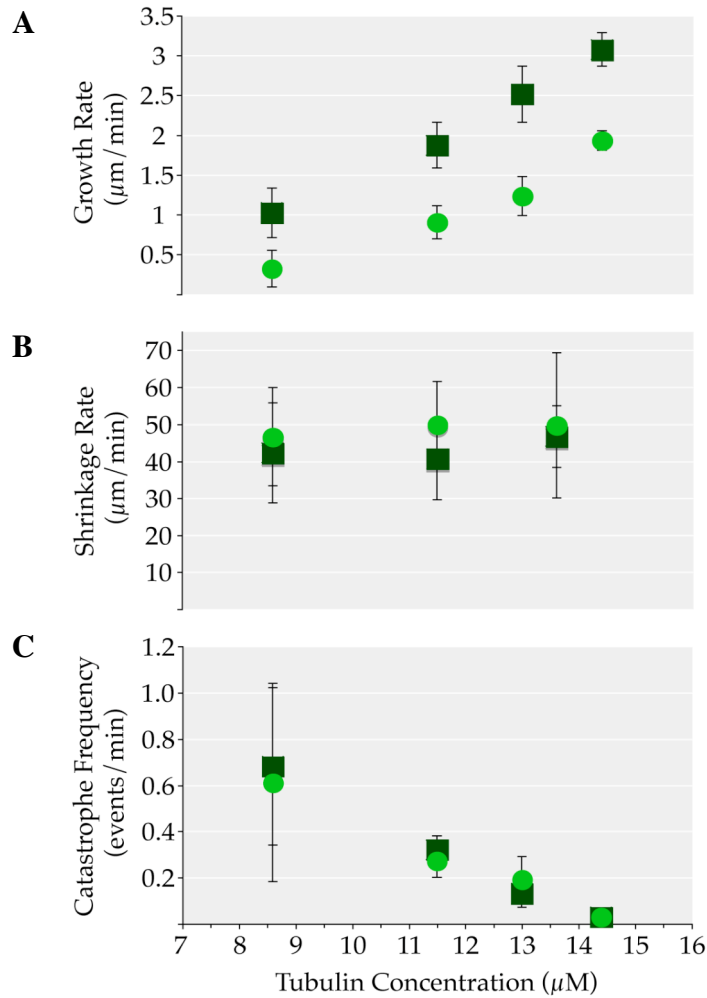 A
Growth Rate
(µm/min)
3.5
3
2.5
2
1.5
1
0.5
B
Shrinkage Rate
(µm/min)
70
60
50
40
30
20
10
C
Catastrophe Frequency
(events/min)
1.2
1.0
0.8
0.6
0.4
0.2
7 8 9 10 11 12 13 14 15 16
Tubulin Concentration (µM)